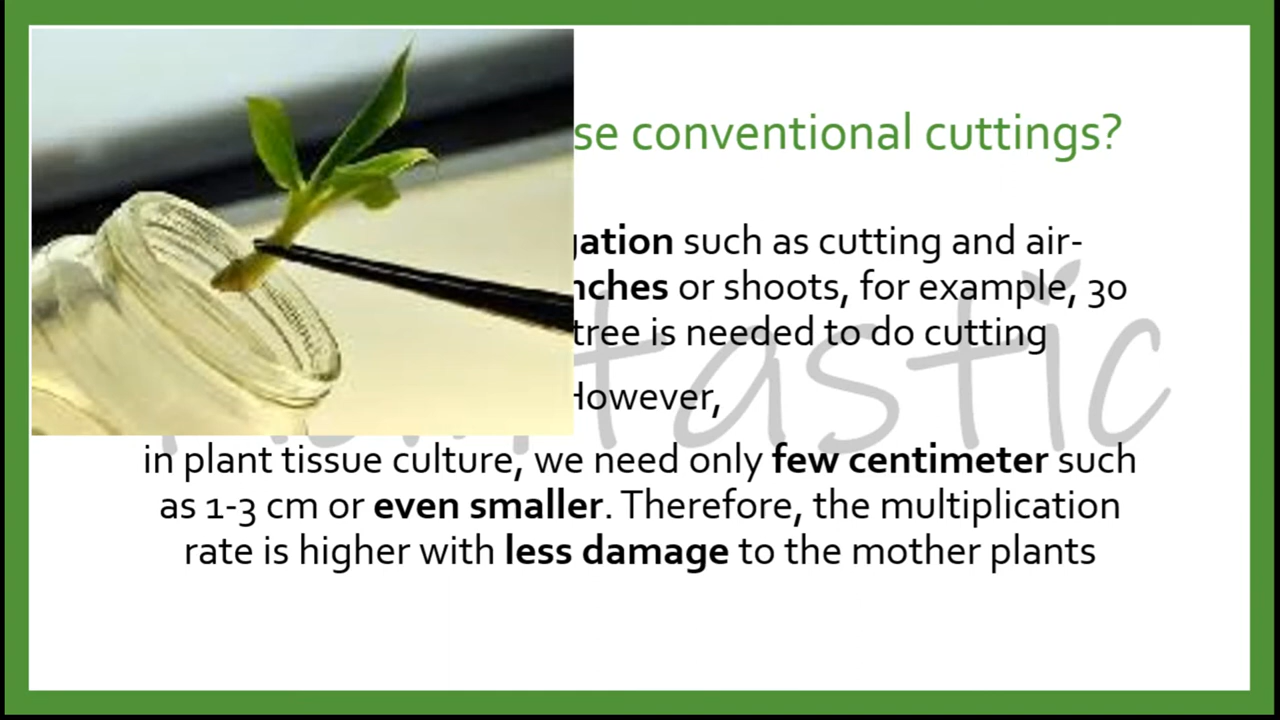 se conventional cuttings?
gation such as cutting and air-
nches or shoots, for example, 30
tree is needed to do cutting
However,
in plant tissue culture, we need only few centimeter such
as 1-3 cm or even smaller. Therefore, the multiplication
rate is higher with less damage to the mother plants